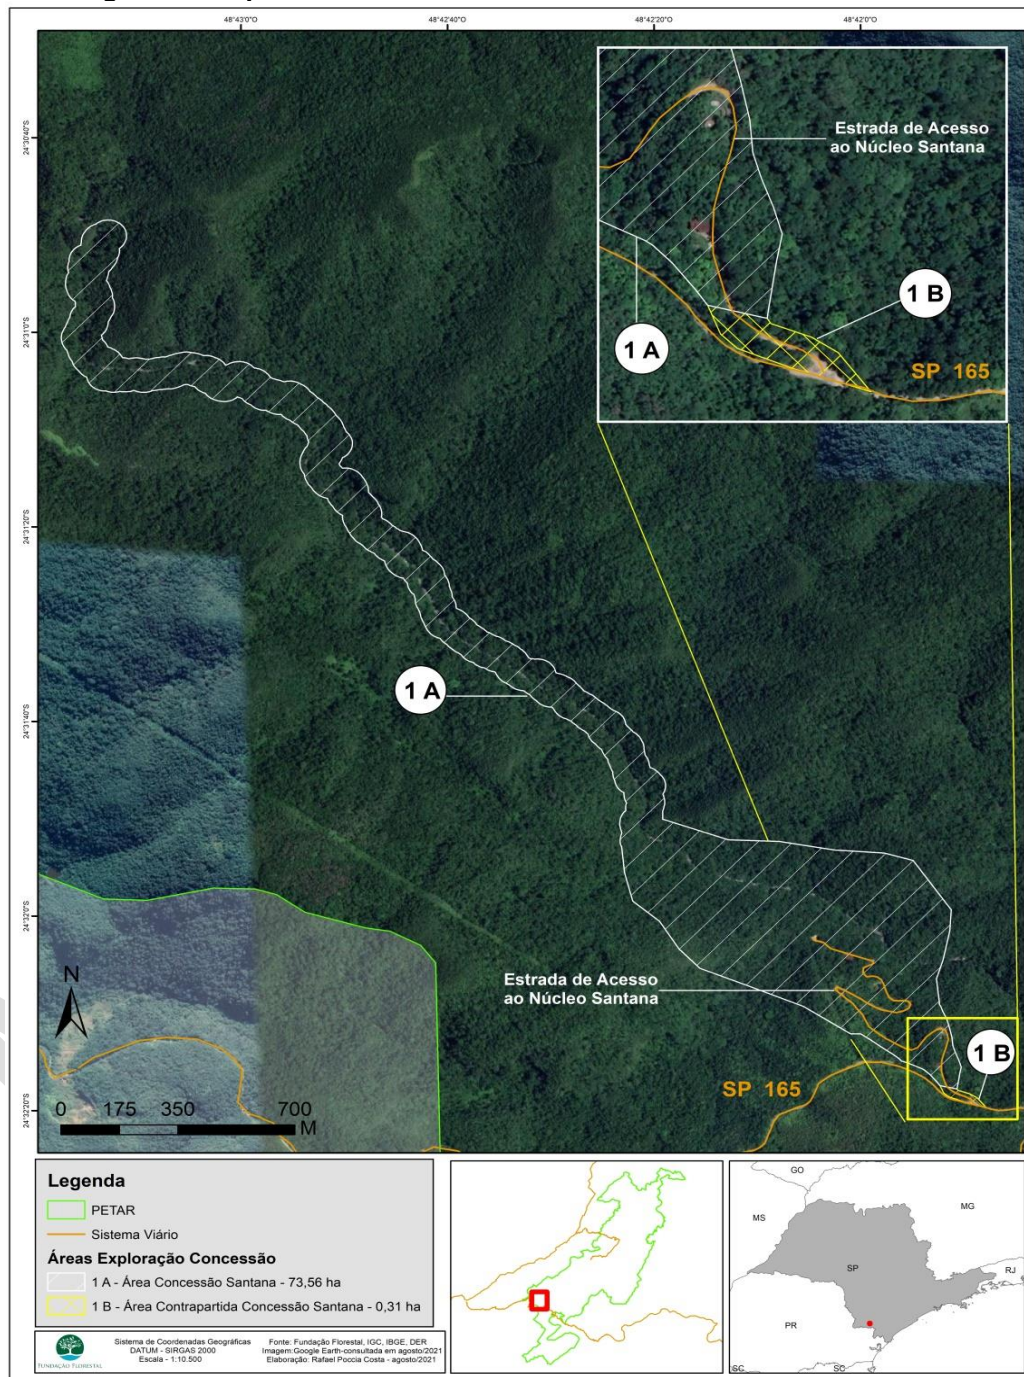 48°43'0"O
48°42'40"O
48°42'20"O
48°42'0"O
24°30'40"S
24°31'0"S
24°31'20"S
24°31'40"S
24°32'0"S
24°32'20"S
Estrada de Acesso
ao Núcleo Santana
1 B
1 A
SP 165
1 A
Estrada de Acesso
ao Núcleo Santana
1 B
SP 165
N
0 175 350 700
M
Legenda
PETAR
Sistema Viário
Áreas Exploração Concessão
1 A - Área Concessão Santana - 73,56 ha
1 B - Área Contrapartida Concessão Santana - 0,31 ha
FUNDAÇÃO FLORESTAL
Sistema de Coordenadas Geográficas
DATUM - SIRGAS 2000
Escala - 1:10.500
Fonte: Fundação Florestal, IGC, IBGE, DER
Imagem:Google Earth-consultada em agosto/2021
Elaboração: Rafael Poccia Costa - agosto/2021
GO
MS
MG
SP
RJ
PR
SC
SC